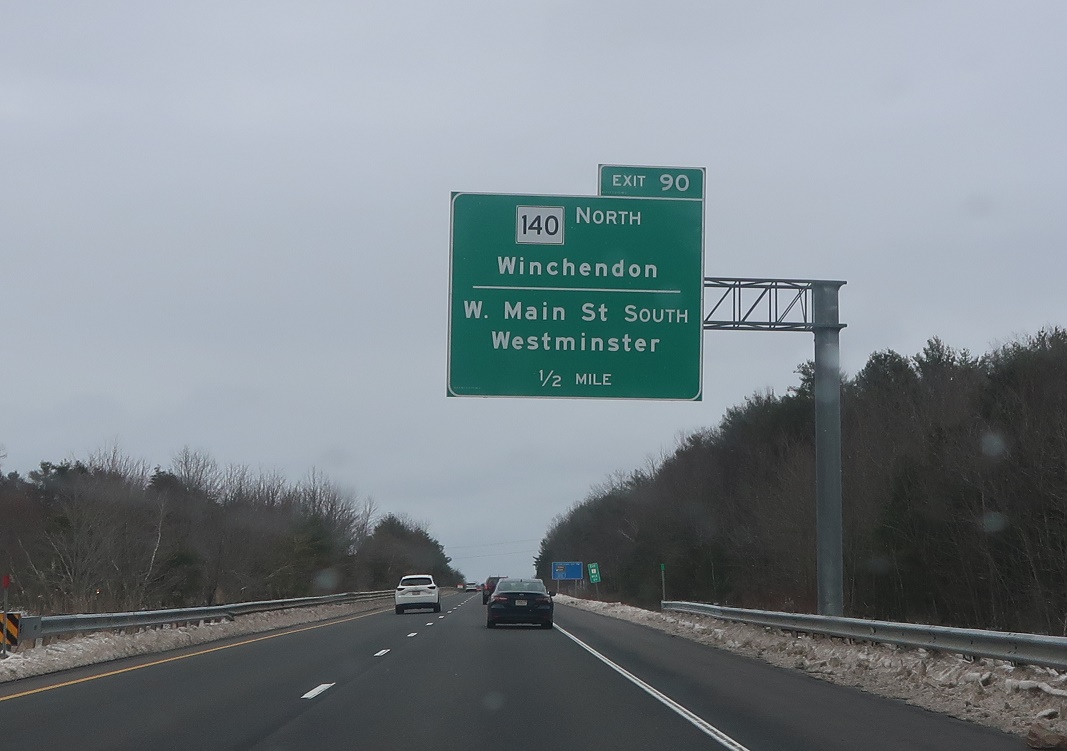 EXIT 90
140 NORTH
Winchendon
W. Main St SOUTH
Westminster
1/2 MILE